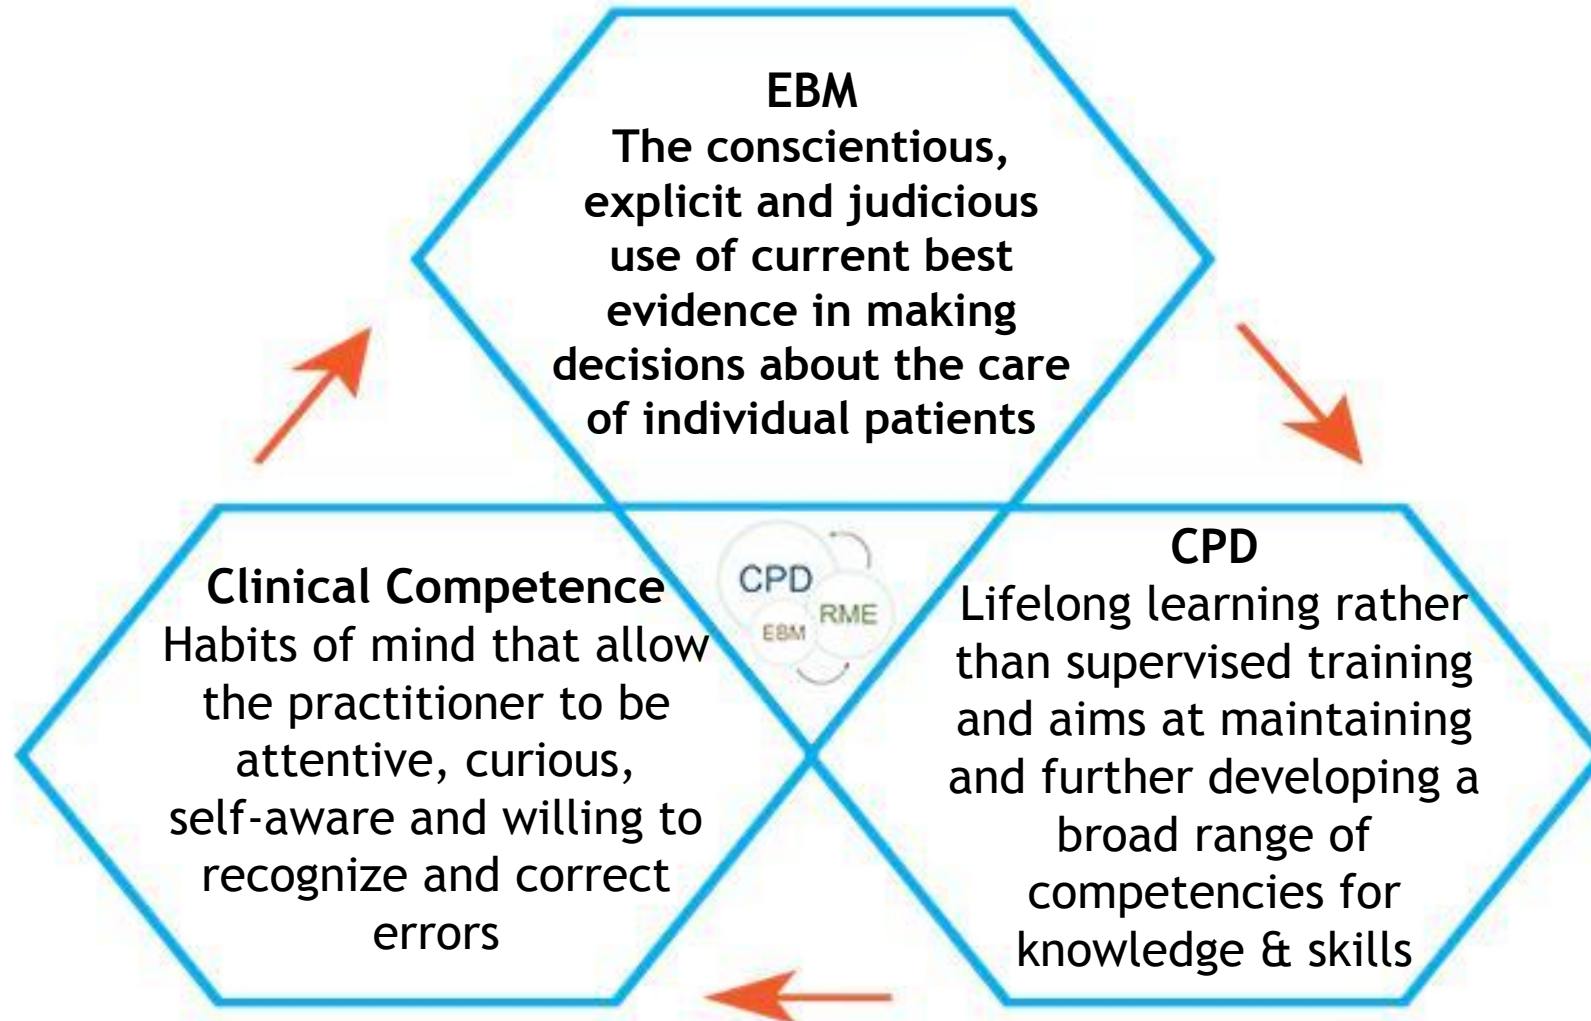 EBM
The conscientious,
explicit and judicious
use of current best
evidence in making
decisions about the care
of individual patients
Clinical Competence
Habits of mind that allow
the practitioner to be
attentive, curious,
self-aware and willing to
recognize and correct
errors
CPD
RME
EBM
CPD
Lifelong learning rather
than supervised training
and aims at maintaining
and further developing a
broad range of
competencies for
knowledge & skills